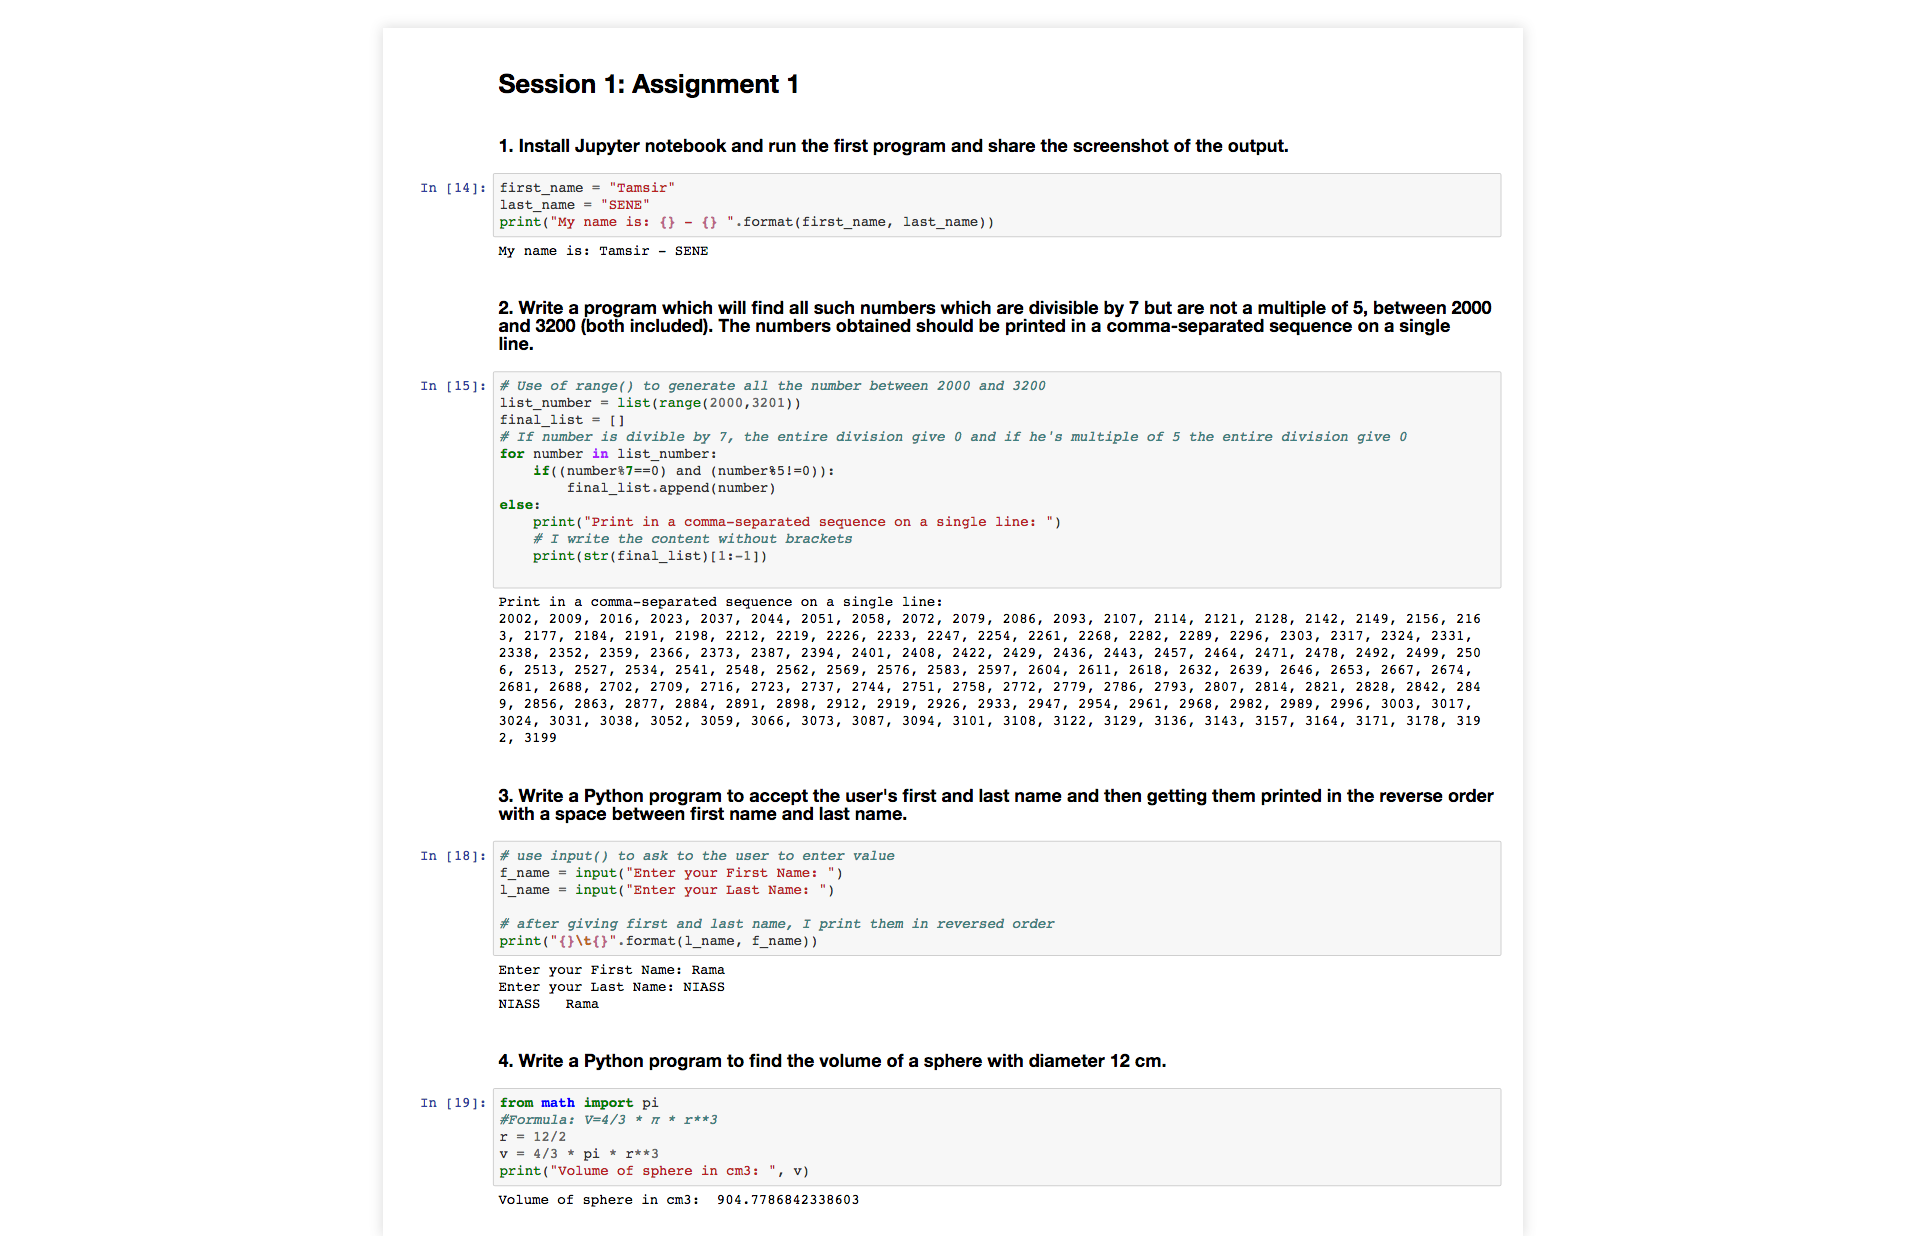 Session 1: Assignment 1
1. Install Jupyter notebook and run the first program and share the screenshot of the output.
In [14]: first_name = "Tamsir"
last_name = "SENE"
print("My name is: {} - {} ".format(first_name, last_name))
My name is: Tamsir - SENE
2. Write a program which will find all such numbers which are divisible by 7 but are not a multiple of 5, between 2000
and 3200 (both included). The numbers obtained should be printed in a comma-separated sequence on a single
line.
In [15]: # Use of range() to generate all the number between 2000 and 3200
list_number = list(range(2000,3201))
final_list = []
# If number is divible by 7, the entire division give 0 and if he's multiple of 5 the entire division give 0
for number in list_number:
    if((number%7==0) and (number%5!=0)):
        final_list.append(number)
else:
    print("Print in a comma-separated sequence on a single line: ")
    # I write the content without brackets
    print(str(final_list)[1:-1])
Print in a comma-separated sequence on a single line:
2002, 2009, 2016, 2023, 2037, 2044, 2051, 2058, 2072, 2079, 2086, 2093, 2107, 2114, 2121, 2128, 2142, 2149, 2156, 216
3, 2177, 2184, 2191, 2198, 2212, 2219, 2226, 2233, 2247, 2254, 2261, 2268, 2282, 2289, 2296, 2303, 2317, 2324, 2331,
2338, 2352, 2359, 2366, 2373, 2387, 2394, 2401, 2408, 2422, 2429, 2436, 2443, 2457, 2464, 2471, 2478, 2492, 2499, 250
6, 2513, 2527, 2534, 2541, 2548, 2562, 2569, 2576, 2583, 2597, 2604, 2611, 2618, 2632, 2639, 2646, 2653, 2667, 2674,
2681, 2688, 2702, 2709, 2716, 2723, 2737, 2744, 2751, 2758, 2772, 2779, 2786, 2793, 2807, 2814, 2821, 2828, 2842, 284
9, 2856, 2863, 2877, 2884, 2891, 2898, 2912, 2919, 2926, 2933, 2947, 2954, 2961, 2968, 2982, 2989, 2996, 3003, 3017,
3024, 3031, 3038, 3052, 3059, 3066, 3073, 3087, 3094, 3101, 3108, 3122, 3129, 3136, 3143, 3157, 3164, 3171, 3178, 319
2, 3199
3. Write a Python program to accept the user's first and last name and then getting them printed in the reverse order
with a space between first name and last name.
In [18]: # use input() to ask to the user to enter value
f_name = input("Enter your First Name: ")
l_name = input("Enter your Last Name: ")
# after giving first and last name, I print them in reversed order
print("{}\t{}".format(l_name, f_name))
Enter your First Name: Rama
Enter your Last Name: NIASS
NIASS   Rama
4. Write a Python program to find the volume of a sphere with diameter 12 cm.
In [19]: from math import pi
#Formula: V=4/3 * π * r**3
r = 12/2
v = 4/3 * pi * r**3
print("Volume of sphere in cm3: ", v)
Volume of sphere in cm3:  904.7786842338603